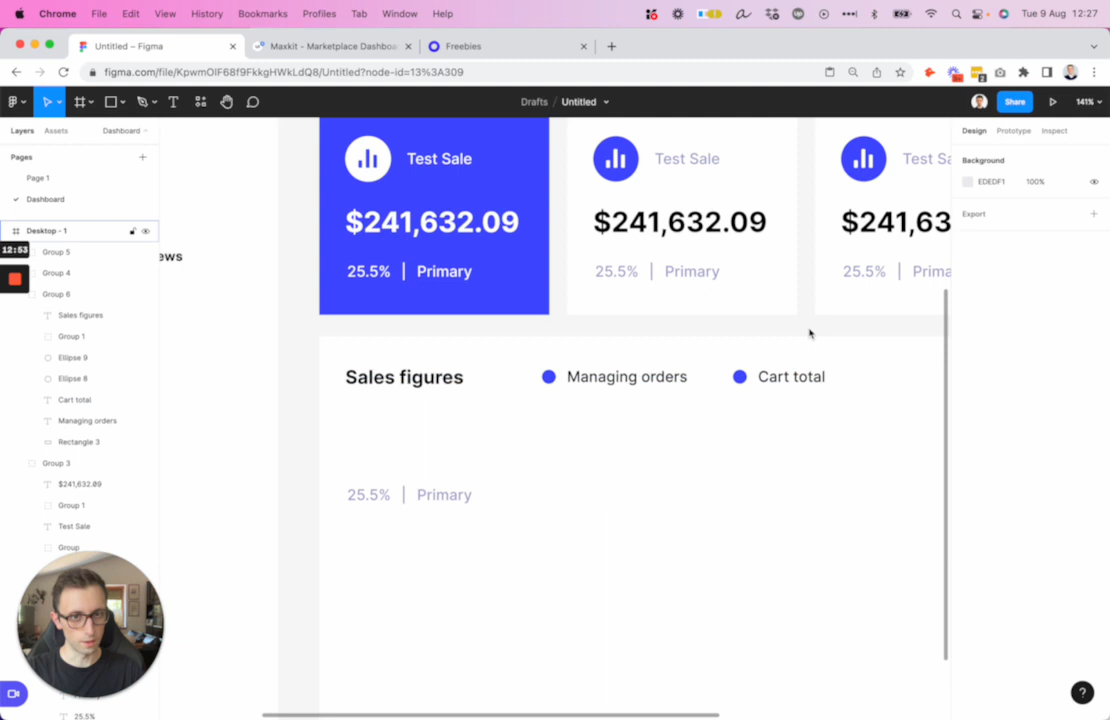 Chrome File Edit View History Bookmarks Profiles Tab Window Help Tue 9 Aug 12:27
Untitled – Figma Maxkit - Marketplace Dashboa Freebies
figma.com/file/KpwmOIF68f9FkkgHWkLdQ8/Untitled?node-id=13%3A309
Drafts / Untitled Share 141%
Layers Assets Dashboard
Pages
Page 1
Dashboard
Desktop - 1
12:53
Group 5
Group 4
Group 6
Sales figures
Group 1
Ellipse 9
Ellipse 8
Cart total
Managing orders
Rectangle 3
Group 3
$241,632.09
Group 1
Test Sale
Group
25.5%
ews
Test Sale
$241,632.09
25.5% | Primary
Test Sale
$241,632.09
25.5% | Primary
Test Sa
$241,632.09
25.5% | Prima
Sales figures Managing orders Cart total
25.5% | Primary
Design Prototype Inspect
Background
EDEDF1 100%
Export
?